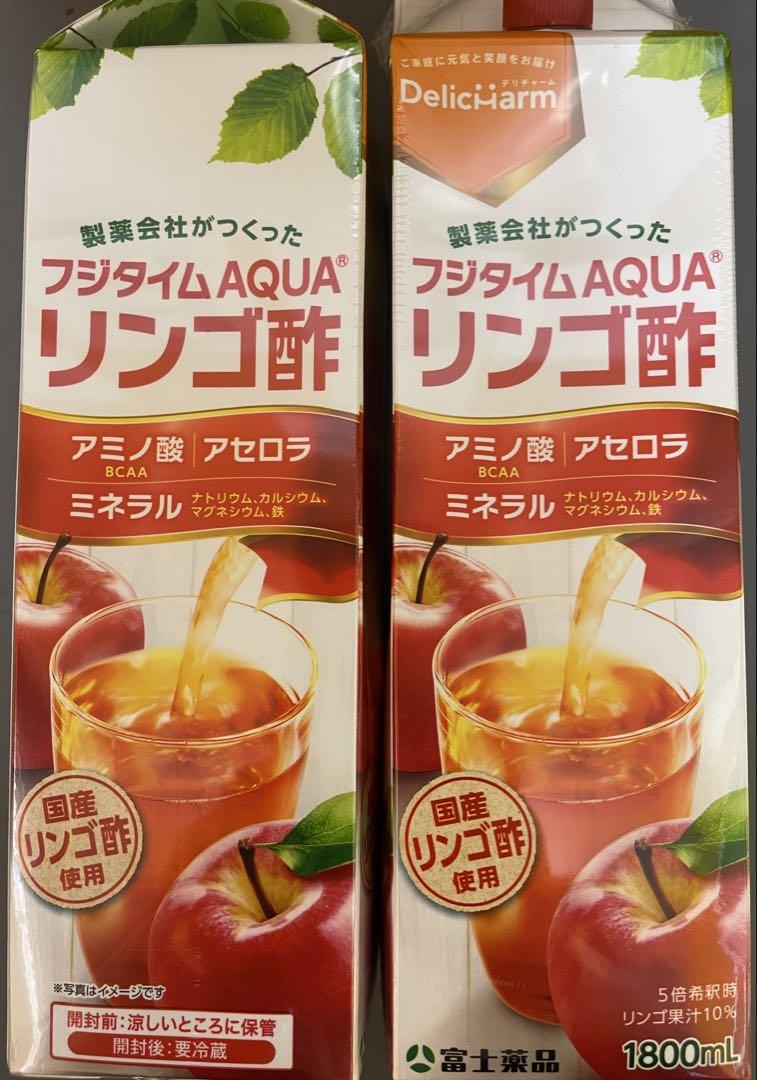 製薬会社がつくった
フジタイムAQUA®
リンゴ酢
アミノ酸 アセロラ
BCAA
ミネラル ナトリウム、カルシウム、
マグネシウム、鉄
国産
リンゴ酢
使用
※写真はイメージです
開封前:涼しいところに保管
開封後:要冷蔵
ご家庭に元気と笑顔をお届け
デリチャーム
DeliCHarm
製薬会社がつくった
フジタイムAQUA®
リンゴ酢
アミノ酸 アセロラ
BCAA
ミネラル ナトリウム、カルシウム、
マグネシウム、鉄
国産
リンゴ酢
使用
5倍希釈時
リンゴ果汁10%
富士薬品
1800mL